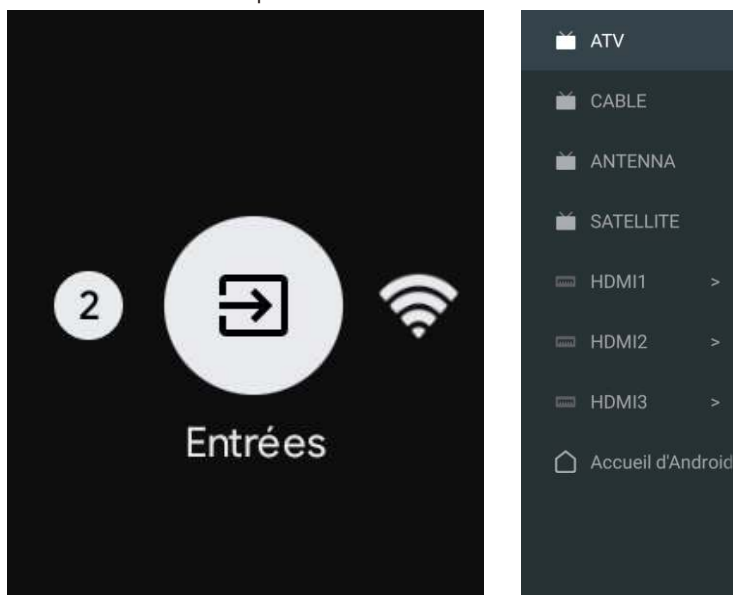 2
Entrées
ATV
CABLE
ANTENNA
SATELLITE
HDMI1 >
HDMI2 >
HDMI3 >
Accueil d'Android